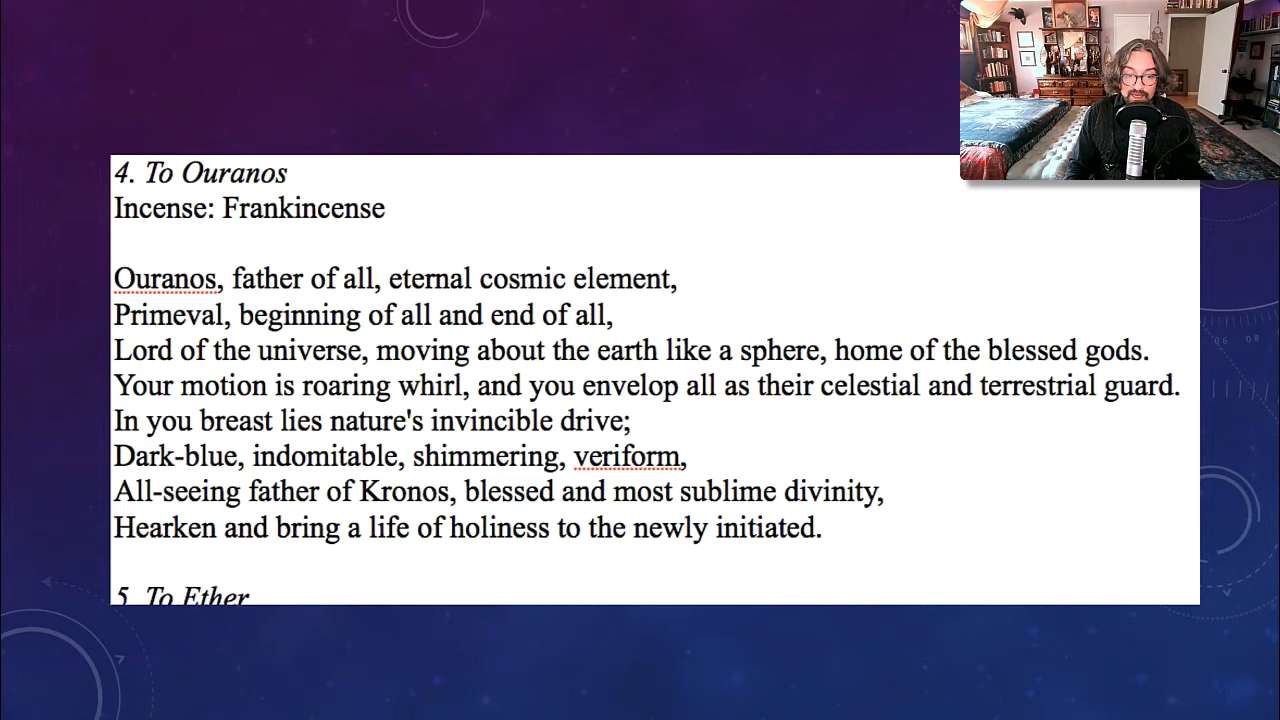 4. To Ouranos
Incense: Frankincense
Ouranos, father of all, eternal cosmic element,
Primeval, beginning of all and end of all,
Lord of the universe, moving about the earth like a sphere, home of the blessed gods.
Your motion is roaring whirl, and you envelop all as their celestial and terrestrial guard.
In you breast lies nature's invincible drive;
Dark-blue, indomitable, shimmering, veriform,
All-seeing father of Kronos, blessed and most sublime divinity,
Hearken and bring a life of holiness to the newly initiated.
5. To Ether
06 08